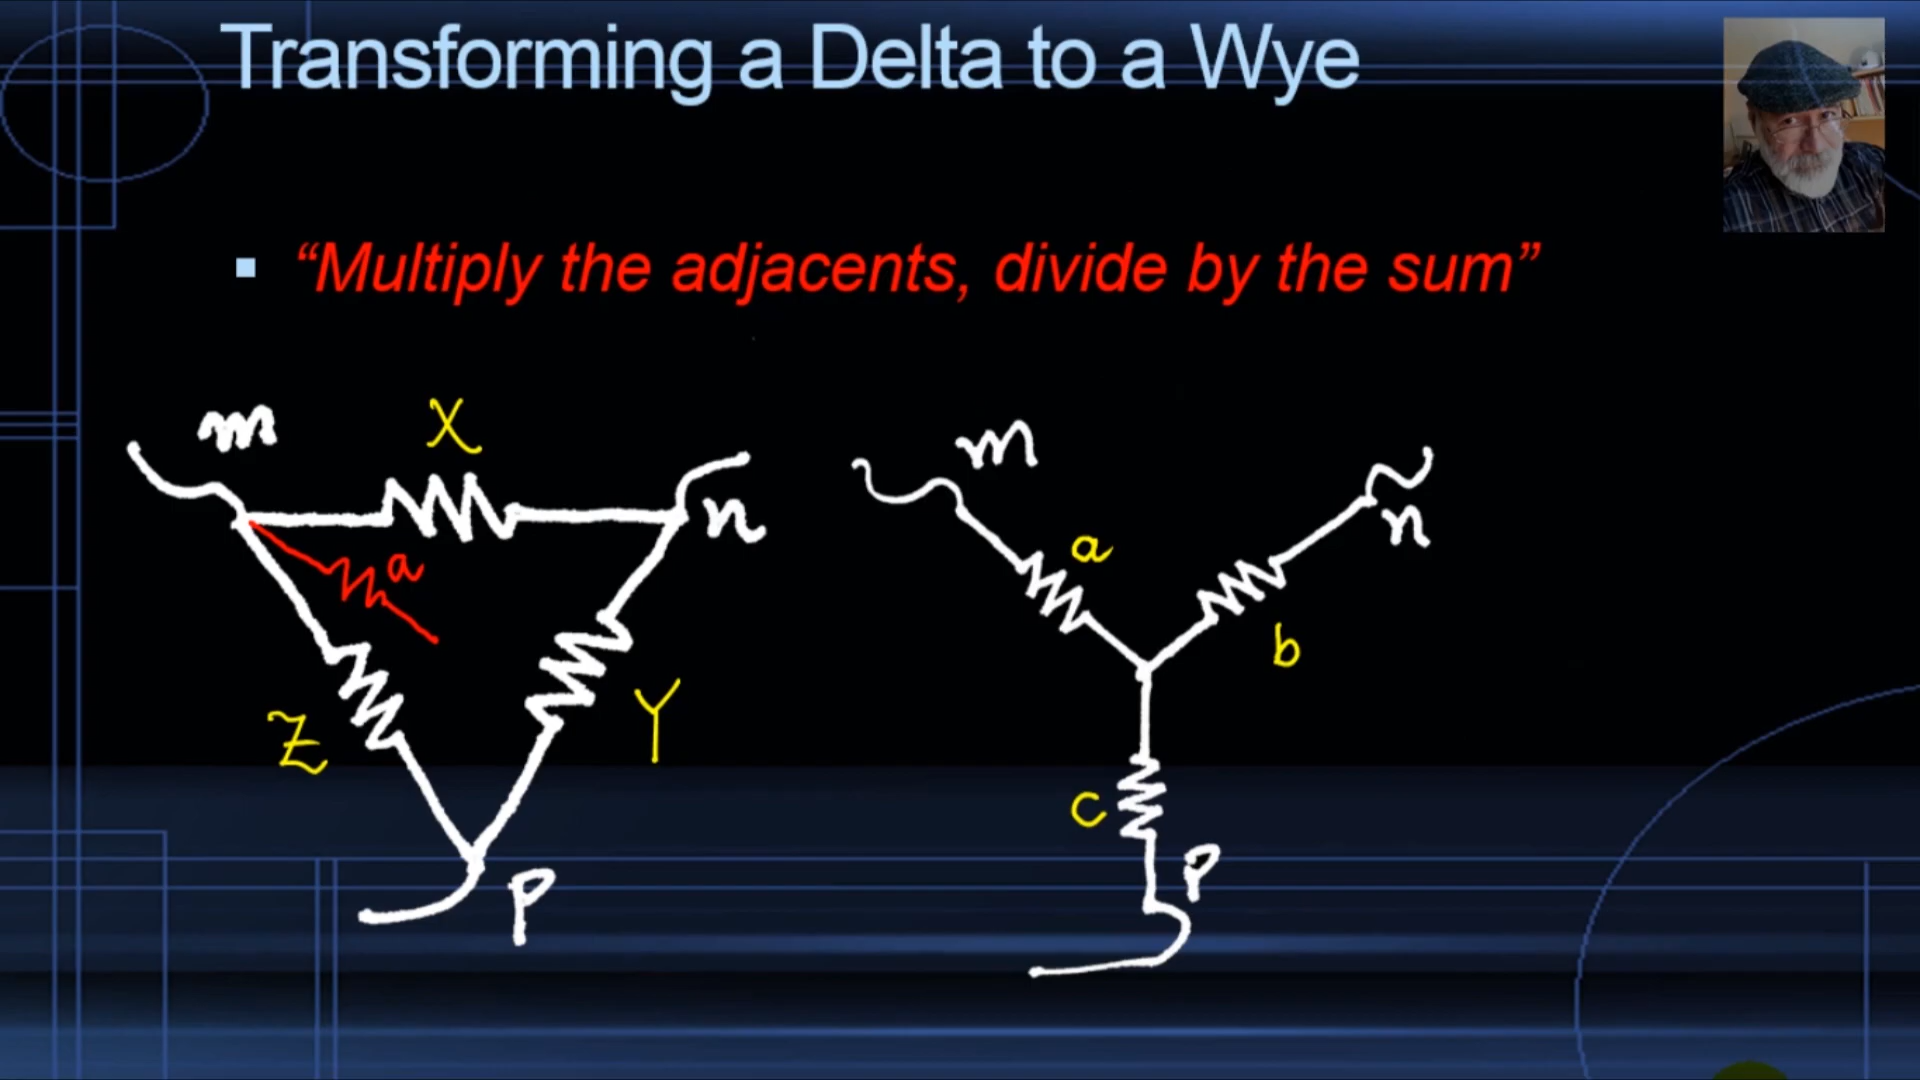 Transforming a Delta to a Wye
“Multiply the adjacents, divide by the sum”
m X n
a
Z Y
P
m n
a
b
c
P